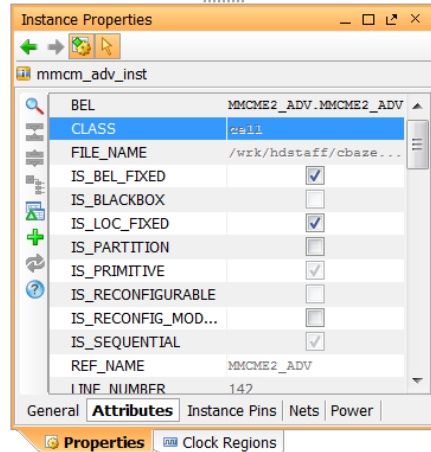 Instance Properties
mmcm_adv_inst
BEL MMCME2_ADV.MMCME2_ADV
CLASS cell
FILE_NAME /wrk/hdstaff/cbaze...
IS_BEL_FIXED
IS_BLACKBOX
IS_LOC_FIXED
IS_PARTITION
IS_PRIMITIVE
IS_RECONFIGURABLE
IS_RECONFIG_MOD...
IS_SEQUENTIAL
REF_NAME MMCME2_ADV
LINE_NUMBER 142
General Attributes Instance Pins Nets Power
Properties Clock Regions